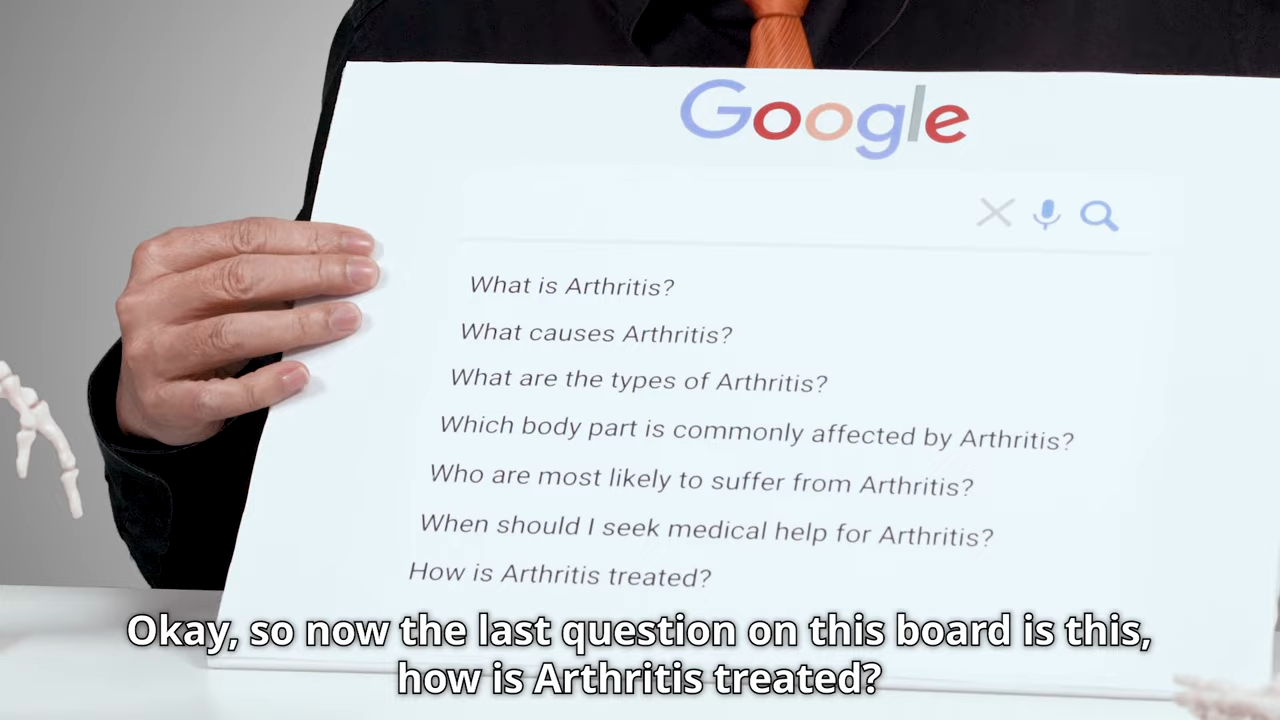 Google
What is Arthritis?
What causes Arthritis?
What are the types of Arthritis?
Which body part is commonly affected by Arthritis?
Who are most likely to suffer from Arthritis?
When should I seek medical help for Arthritis?
How is Arthritis treated?
Okay, so now the last question on this board is this,
how is Arthritis treated?